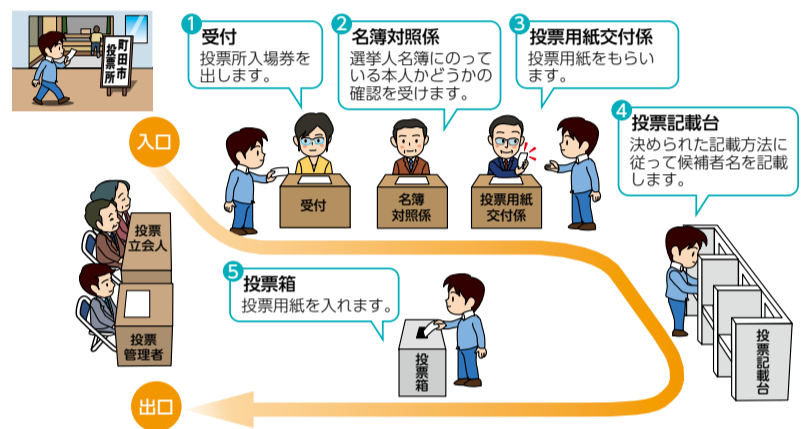 町田市
投票所
入口
1
受付
投票所入場券を
出します。
2
名簿対照係
選挙人名簿にのって
いる本人かどうかの
確認を受けます。
3
投票用紙交付係
投票用紙をもらい
ます。
4
投票記載台
決められた記載方法に
従って候補者名を記載
します。
受付
名簿
対照係
投票用紙
交付係
投票
立会人
投票
管理者
5
投票箱
投票用紙を入れます。
投票箱
投票記載台
出口